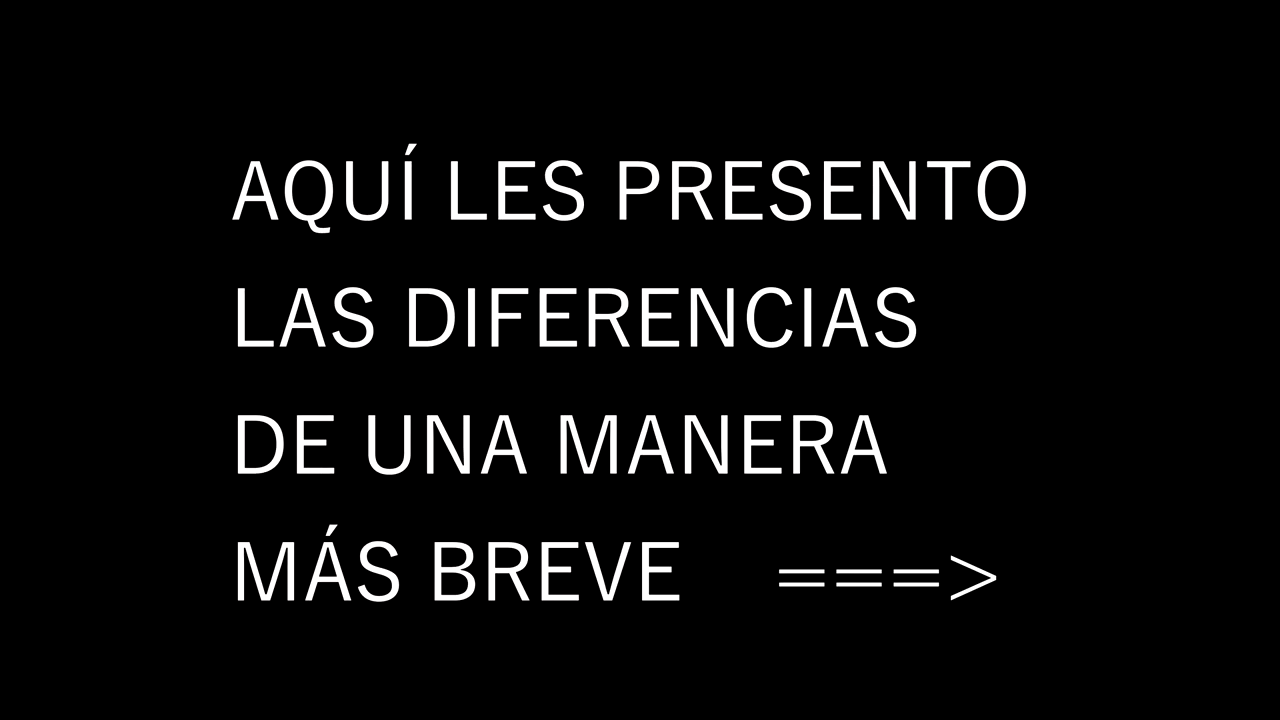 AQUÍ LES PRESENTO
LAS DIFERENCIAS
DE UNA MANERA
MÁS BREVE ===>